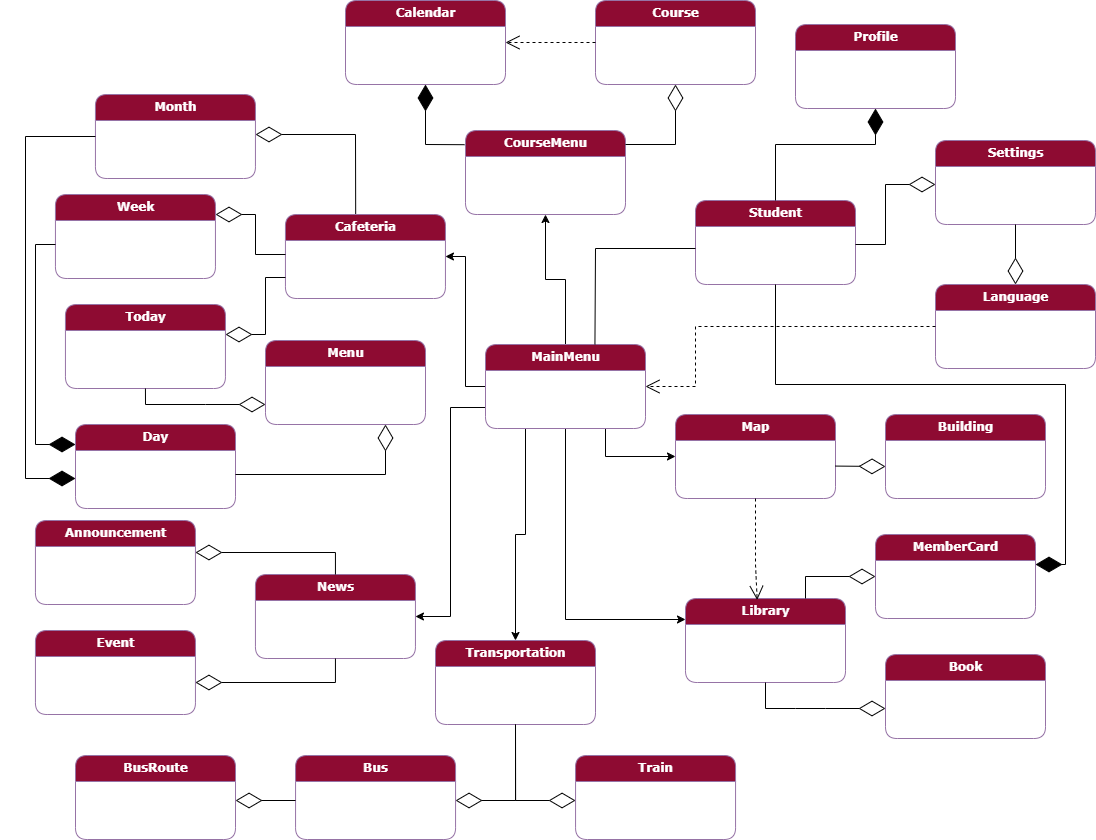 Calendar
Course
Profile
Month
CourseMenu
Settings
Week
Student
Cafeteria
Language
Today
Menu
MainMenu
Map
Building
Day
Announcement
MemberCard
News
Library
Event
Transportation
Book
BusRoute
Bus
Train